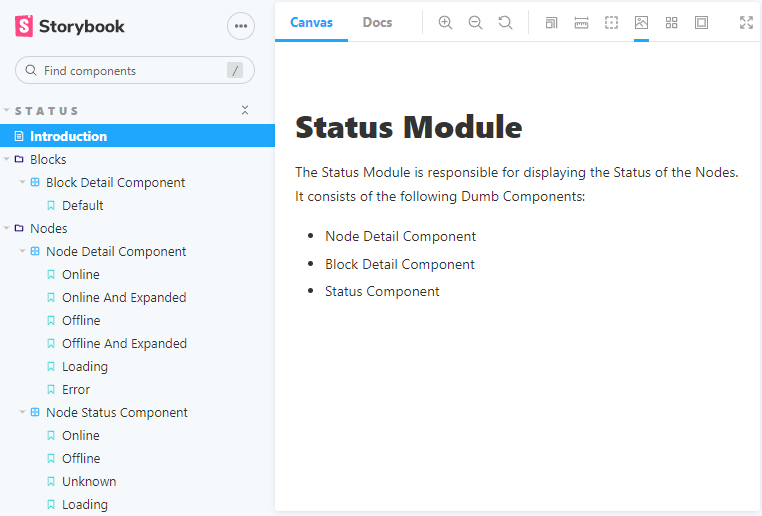 Storybook
Find components
/
STATUS
Introduction
Blocks
Block Detail Component
Default
Nodes
Node Detail Component
Online
Online And Expanded
Offline
Offline And Expanded
Loading
Error
Node Status Component
Online
Offline
Unknown
Loading
Canvas
Docs
Status Module
The Status Module is responsible for displaying the Status of the Nodes.
It consists of the following Dumb Components:
Node Detail Component
Block Detail Component
Status Component